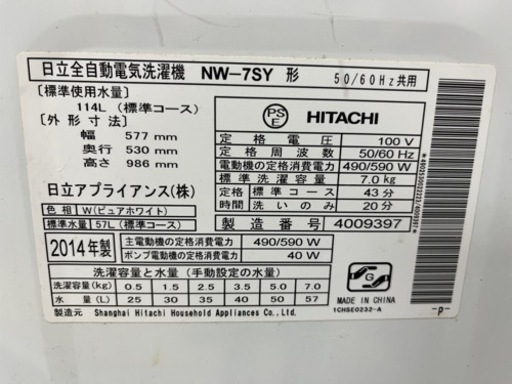 日立全自動電気洗濯機 NW-7SY 形 50/60Hz共用
[標準使用水量]
114L (標準コース)
[外形寸法]
幅 577 mm
奥行 530 mm
高さ 986 mm
日立アプライアンス(株)
色相 W(ピュアホワイト)
標準水量 57L (標準コース)
PS
E
HITACHI
定格電圧 100 V
定格周波数 50/60 Hz
電動機の定格消費電力 490/590 W
標準洗濯容量 7.0 kg
定格 標準コース 43 分
時間 洗いのみ 20 分
製造番号 4009397
2014年製
主電動機の定格消費電力 490/590 W
ポンプ電動機の定格消費電力 40 W
洗濯容量と水量 (手動設定の水量)
洗濯容量(kg) 0.5 1.5 2.5 3.5 5.0 7.0
水量(L) 25 30 35 40 50 57
製造元 Shanghai Hitachi Household Appliances Co., Ltd.
G
MADE IN CHINA
1CHSE0232-A
-P-